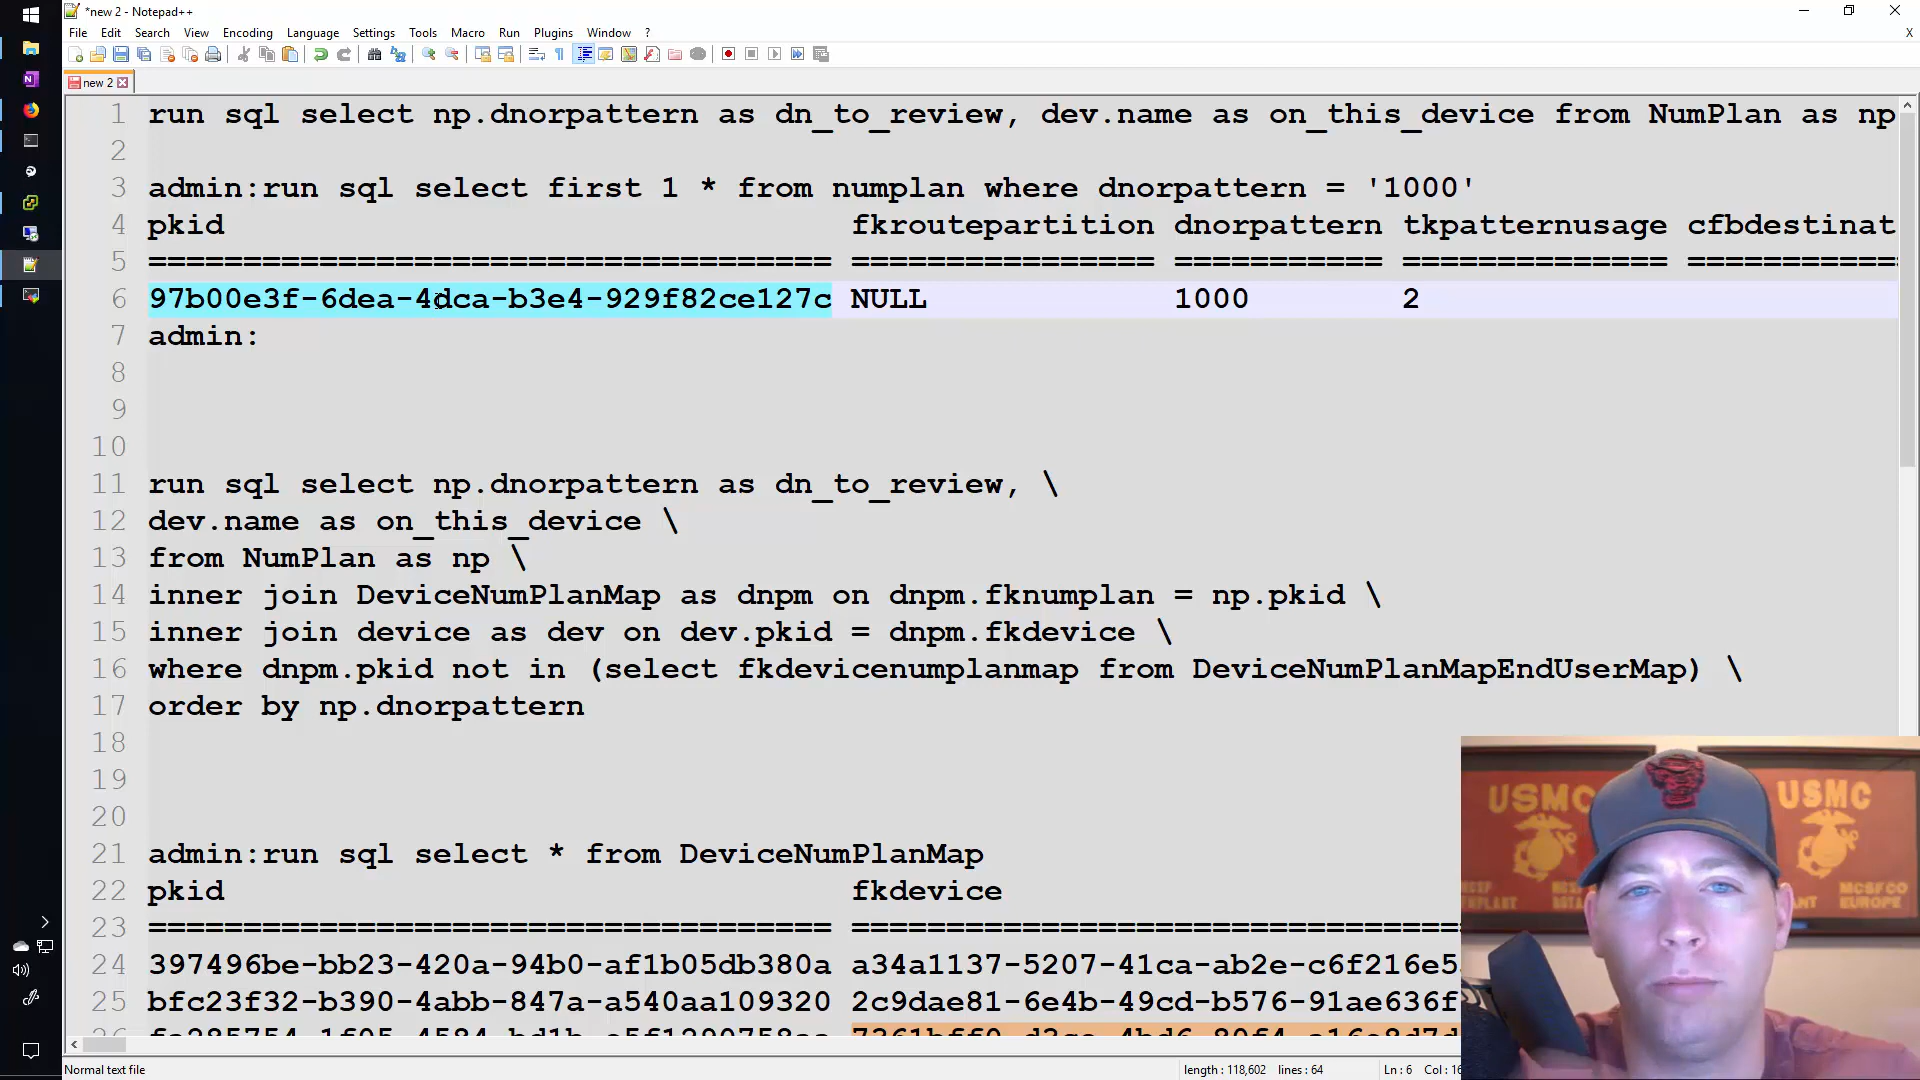 *new 2 - Notepad++
File Edit Search View Encoding Language Settings Tools Macro Run Plugins Window ? X
new 2
1 run sql select np.dnorpattern as dn_to_review, dev.name as on_this_device from NumPlan as np
2
3 admin:run sql select first 1 * from numplan where dnorpattern = '1000'
4 pkid fkroutepartition dnorpattern tkpatternusage cfbdestinat
5 ==================================== ================ =========== ============== ===========
6 97b00e3f-6dea-4dca-b3e4-929f82ce127c NULL 1000 2
7 admin:
8
9
10
11 run sql select np.dnorpattern as dn_to_review, \
12 dev.name as on_this_device \
13 from NumPlan as np \
14 inner join DeviceNumPlanMap as dnpm on dnpm.fknumplan = np.pkid \
15 inner join device as dev on dev.pkid = dnpm.fkdevice \
16 where dnpm.pkid not in (select fkdevicenumplanmap from DeviceNumPlanMapEndUserMap) \
17 order by np.dnorpattern
18
19
20
21 admin:run sql select * from DeviceNumPlanMap
22 pkid fkdevice
23 ==================================== ================================
24 397496be-bb23-420a-94b0-af1b05db380a a34a1137-5207-41ca-ab2e-c6f216e5
25 bfc23f32-b390-4abb-847a-a540aa109320 2c9dae81-6e4b-49cd-b576-91ae636f
USMC USMC
MCSFCO
EUROPE
Normal text file length : 118,602 lines : 64 Ln : 6 Col : 16